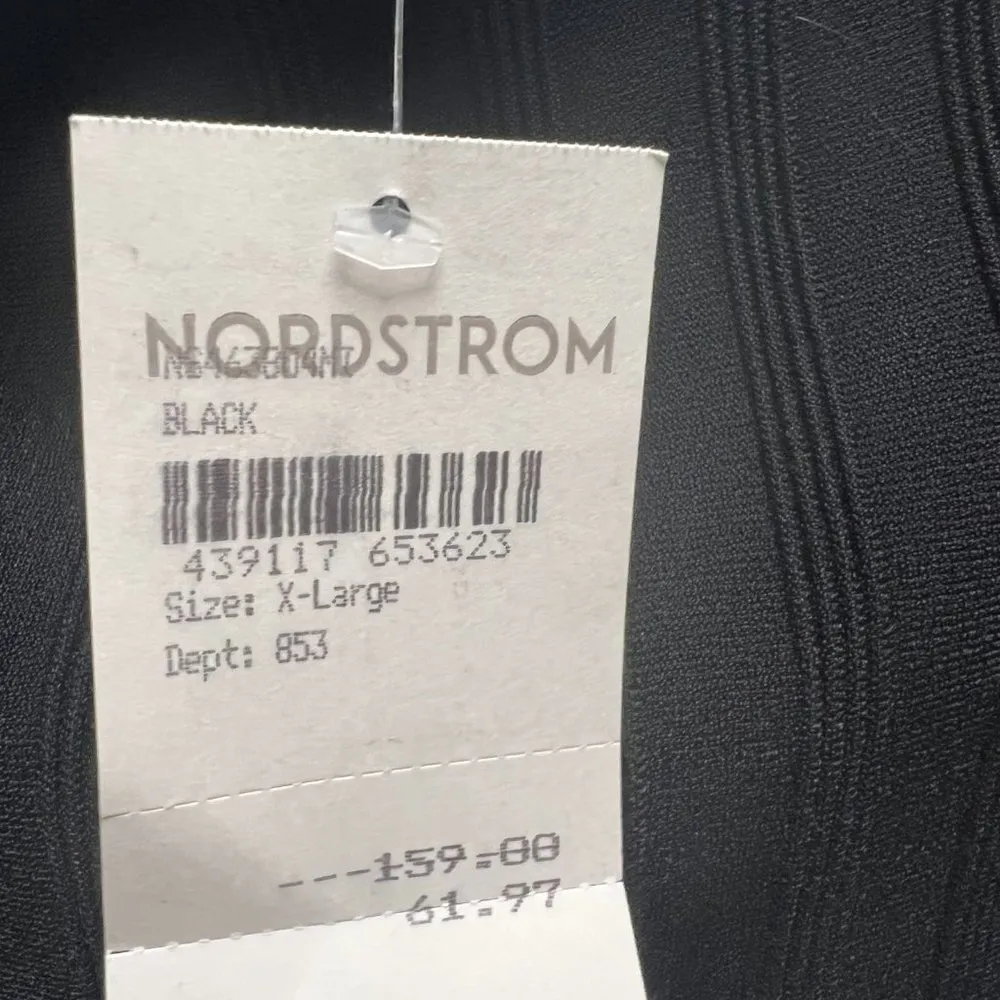 NORDSTROM
BLACK
439117 653623
Size: X-Large
Dept: 853
159.00
61.97